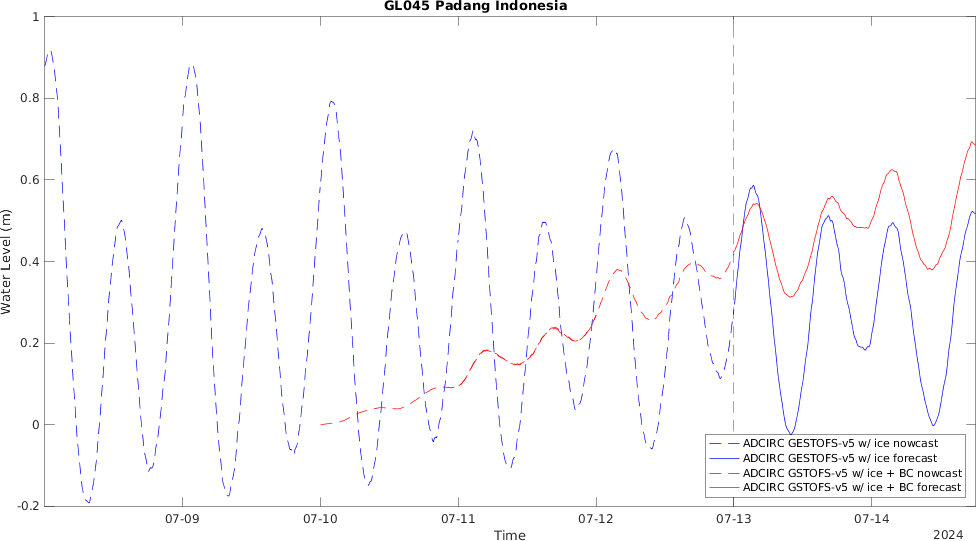 GL045 Padang Indonesia
Water Level (m)
1
0.8
0.6
0.4
0.2
0
-0.2
07-09
07-10
07-11
07-12
07-13
07-14
Time
2024
ADCIRC GESTOFS-v5 w/ ice nowcast
ADCIRC GESTOFS-v5 w/ ice forecast
ADCIRC GSTOFS-v5 w/ ice + BC nowcast
ADCIRC GSTOFS-v5 w/ ice + BC forecast